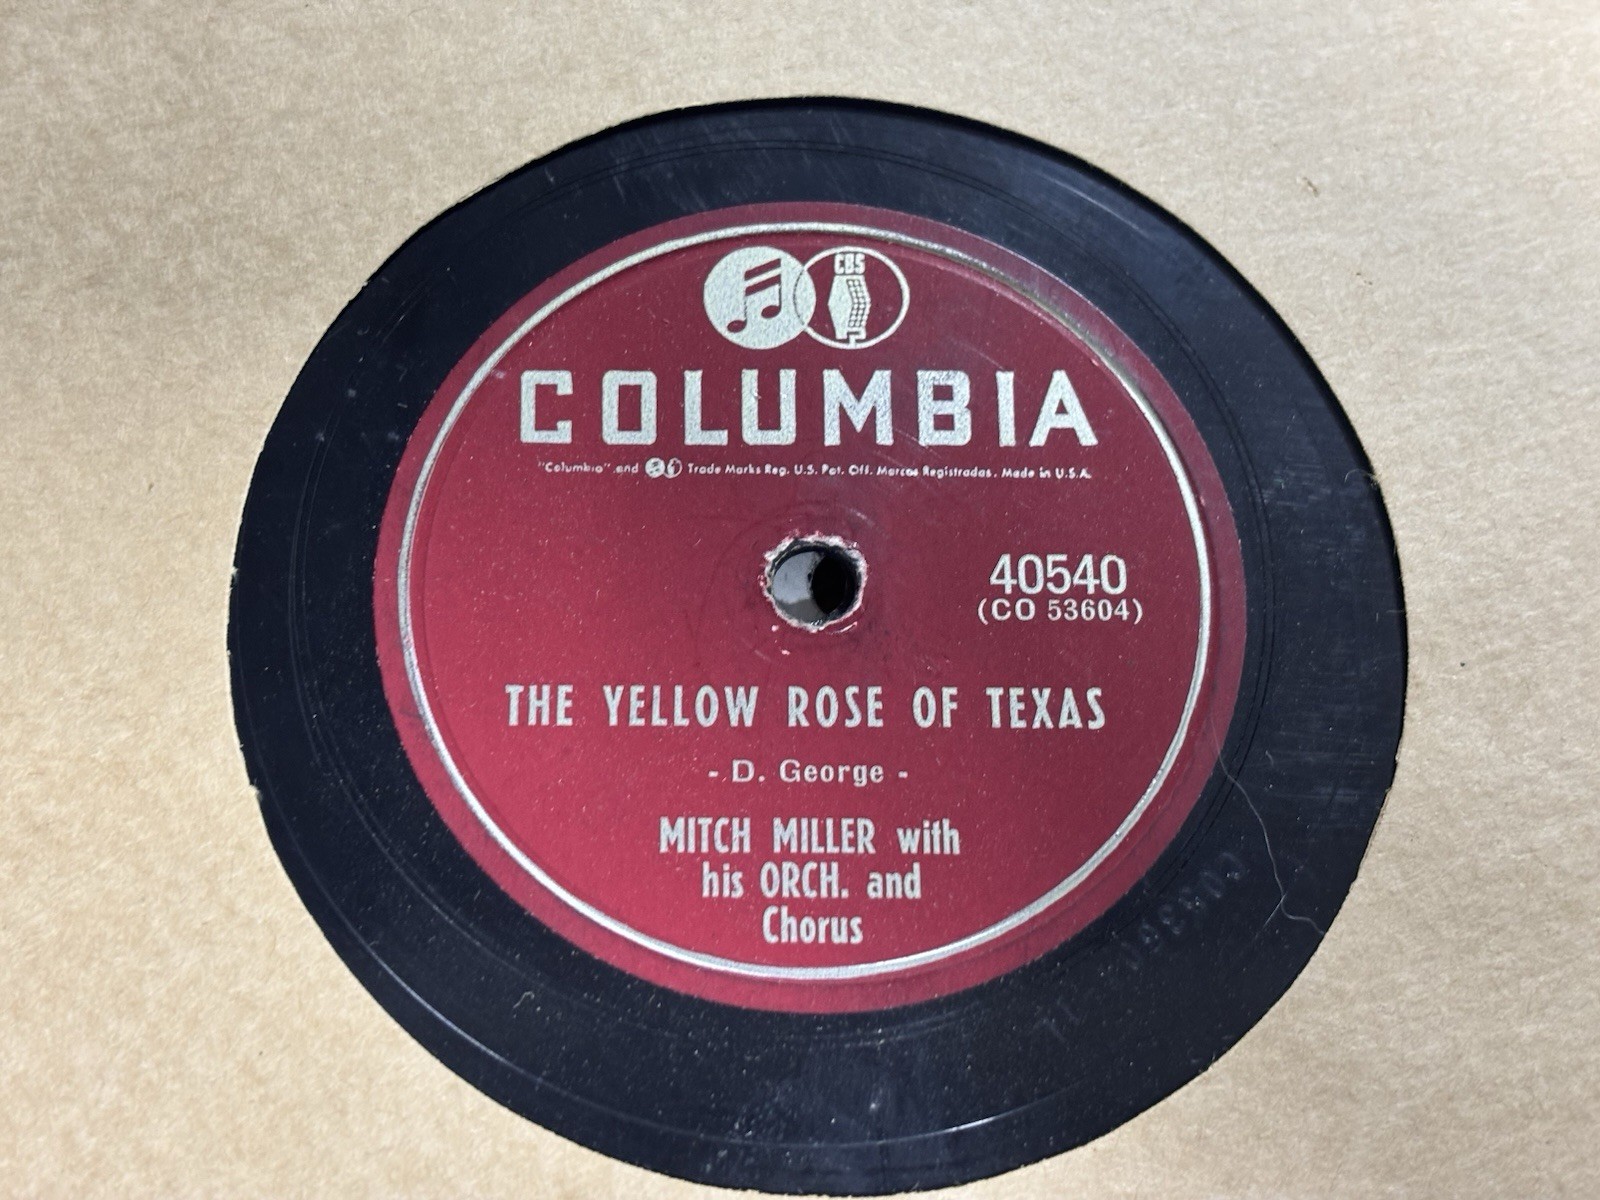 CBS
COLUMBIA
"Columbia" and Trade Marks Reg. U.S. Pat. Off. Marcas Registradas. Made in U.S.A.
40540
(CO 53604)
THE YELLOW ROSE OF TEXAS
- D. George -
MITCH MILLER with
his ORCH. and
Chorus